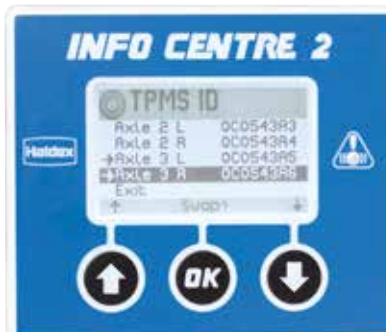 INFO CENTRE 2
TPMS ID
Axle 2 L 0C0543A3
Axle 2 R 0C0543A4
→Axle 3 L 0C0543A5
→Axle 3 R 0C0543A6
Exit
↑ Swap? ↓
Haldex
OK